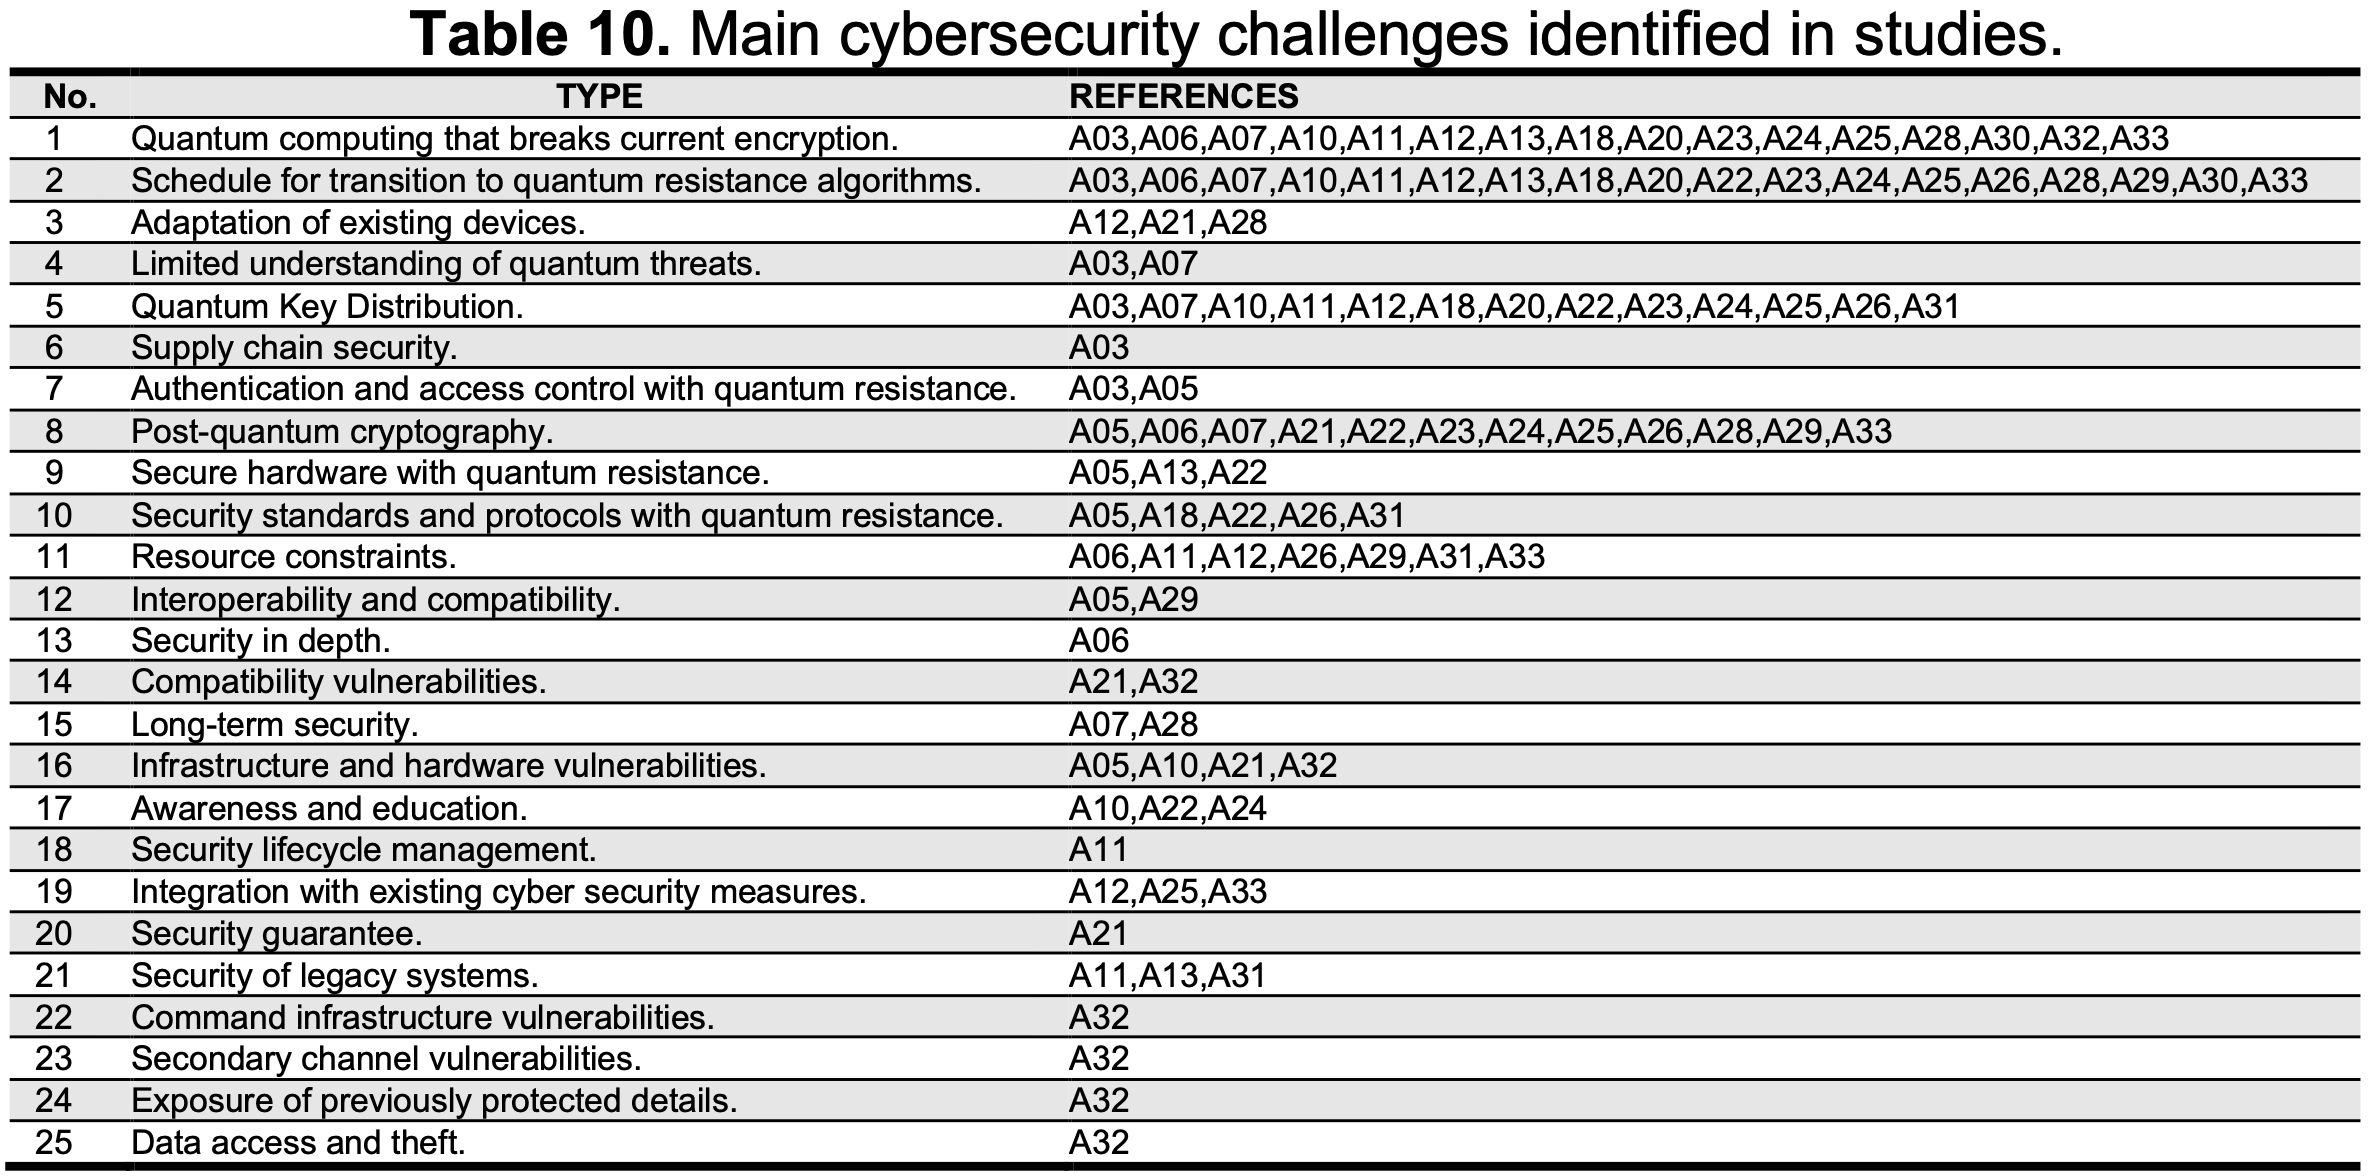 Table 10. Main cybersecurity challenges identified in studies.
No. TYPE REFERENCES
1 Quantum computing that breaks current encryption. A03,A06,A07,A10,A11,A12,A13,A18,A20,A23,A24,A25,A28,A30,A32,A33
2 Schedule for transition to quantum resistance algorithms. A03,A06,A07,A10,A11,A12,A13,A18,A20,A22,A23,A24,A25,A26,A28,A29,A30,A33
3 Adaptation of existing devices. A12,A21,A28
4 Limited understanding of quantum threats. A03,A07
5 Quantum Key Distribution. A03,A07,A10,A11,A12,A18,A20,A22,A23,A24,A25,A26,A31
6 Supply chain security. A03
7 Authentication and access control with quantum resistance. A03,A05
8 Post-quantum cryptography. A05,A06,A07,A21,A22,A23,A24,A25,A26,A28,A29,A33
9 Secure hardware with quantum resistance. A05,A13,A22
10 Security standards and protocols with quantum resistance. A05,A18,A22,A26,A31
11 Resource constraints. A06,A11,A12,A26,A29,A31,A33
12 Interoperability and compatibility. A05,A29
13 Security in depth. A06
14 Compatibility vulnerabilities. A21,A32
15 Long-term security. A07,A28
16 Infrastructure and hardware vulnerabilities. A05,A10,A21,A32
17 Awareness and education. A10,A22,A24
18 Security lifecycle management. A11
19 Integration with existing cyber security measures. A12,A25,A33
20 Security guarantee. A21
21 Security of legacy systems. A11,A13,A31
22 Command infrastructure vulnerabilities. A32
23 Secondary channel vulnerabilities. A32
24 Exposure of previously protected details. A32
25 Data access and theft. A32